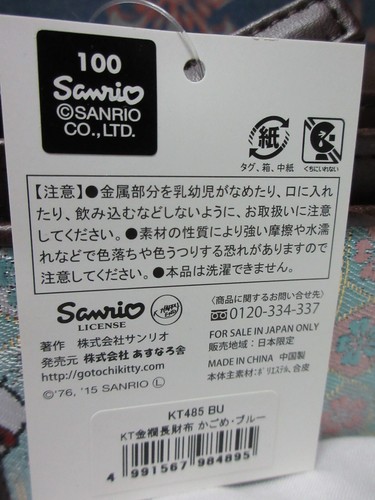 100
Sanrio
©SANRIO
CO., LTD.
紙
タグ、箱、中紙
くちにいれない
【注意】●金属部分を乳幼児がなめたり、口に入れ
たり、飲み込むなどしないように、お取扱いに注意
してください。●素材の性質により強い摩擦や水濡
れなどで色落ちや色うつりする恐れがありますので
注意してください。●本品は洗濯できません。
Sanrio
LICENSE
著作 株式会社サンリオ
発売元 株式会社 あすなろ舎
http://gotochikitty.com/
©'76, '15 SANRIO Ⓛ
〈商品に関するお問い合せ先〉
0120-334-337
FOR SALE IN JAPAN ONLY
販売地域:日本限定
MADE IN CHINA 中国製
本体主素材:ポリエステル、合皮
KT485 BU
KT金襴長財布 かごめ・ブルー
4 991567 984895